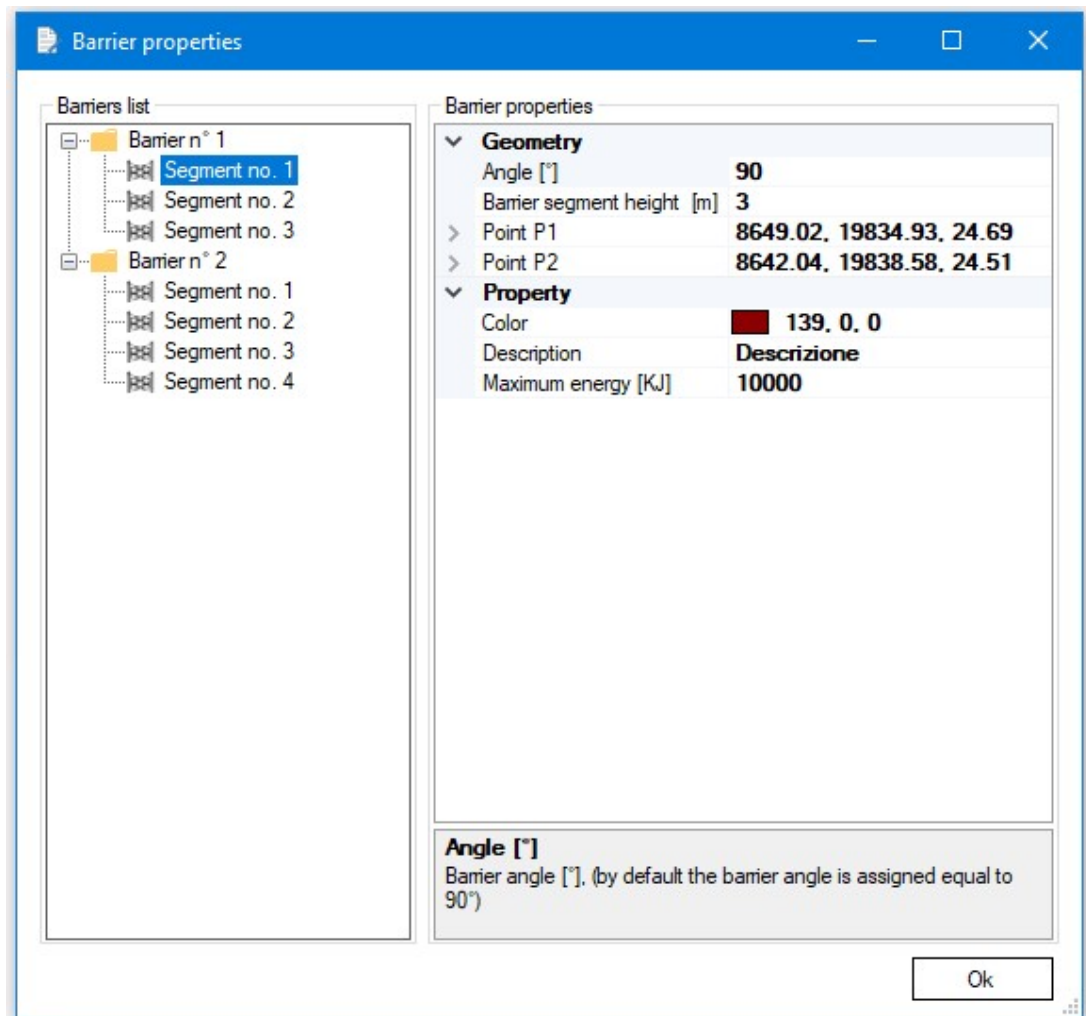 Barrier properties
Barriers list
Barrier n° 1
Segment no. 1
Segment no. 2
Segment no. 3
Barrier n° 2
Segment no. 1
Segment no. 2
Segment no. 3
Segment no. 4
Barrier properties
Geometry
Angle [°] 90
Barrier segment height [m] 3
Point P1 8649.02, 19834.93, 24.69
Point P2 8642.04, 19838.58, 24.51
Property
Color 139, 0, 0
Description Descrizione
Maximum energy [KJ] 10000
Angle [°]
Barrier angle [°], (by default the barrier angle is assigned equal to
90°)
Ok